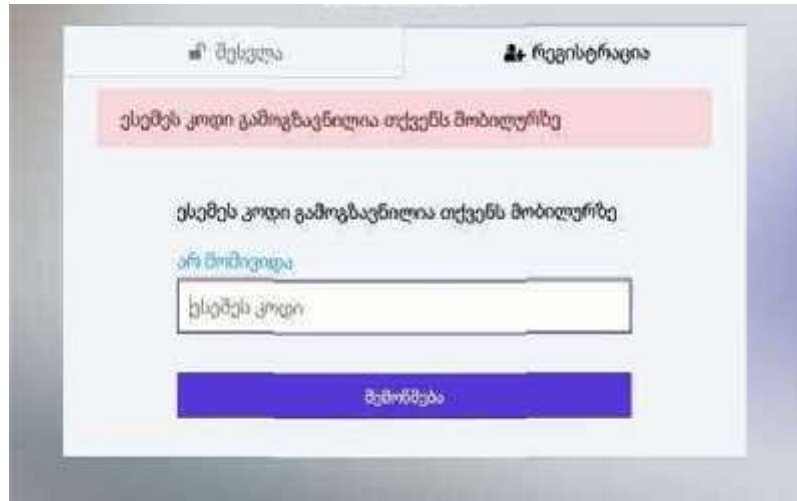 შესვლა
რეგისტრაცია
ესემეს კოდი გამოგზავნილია თქვენს მობილურზე
ესემეს კოდი გამოგზავნილია თქვენს მობილურზე
არ მომივიდა
ესემეს კოდი
შემოწმება